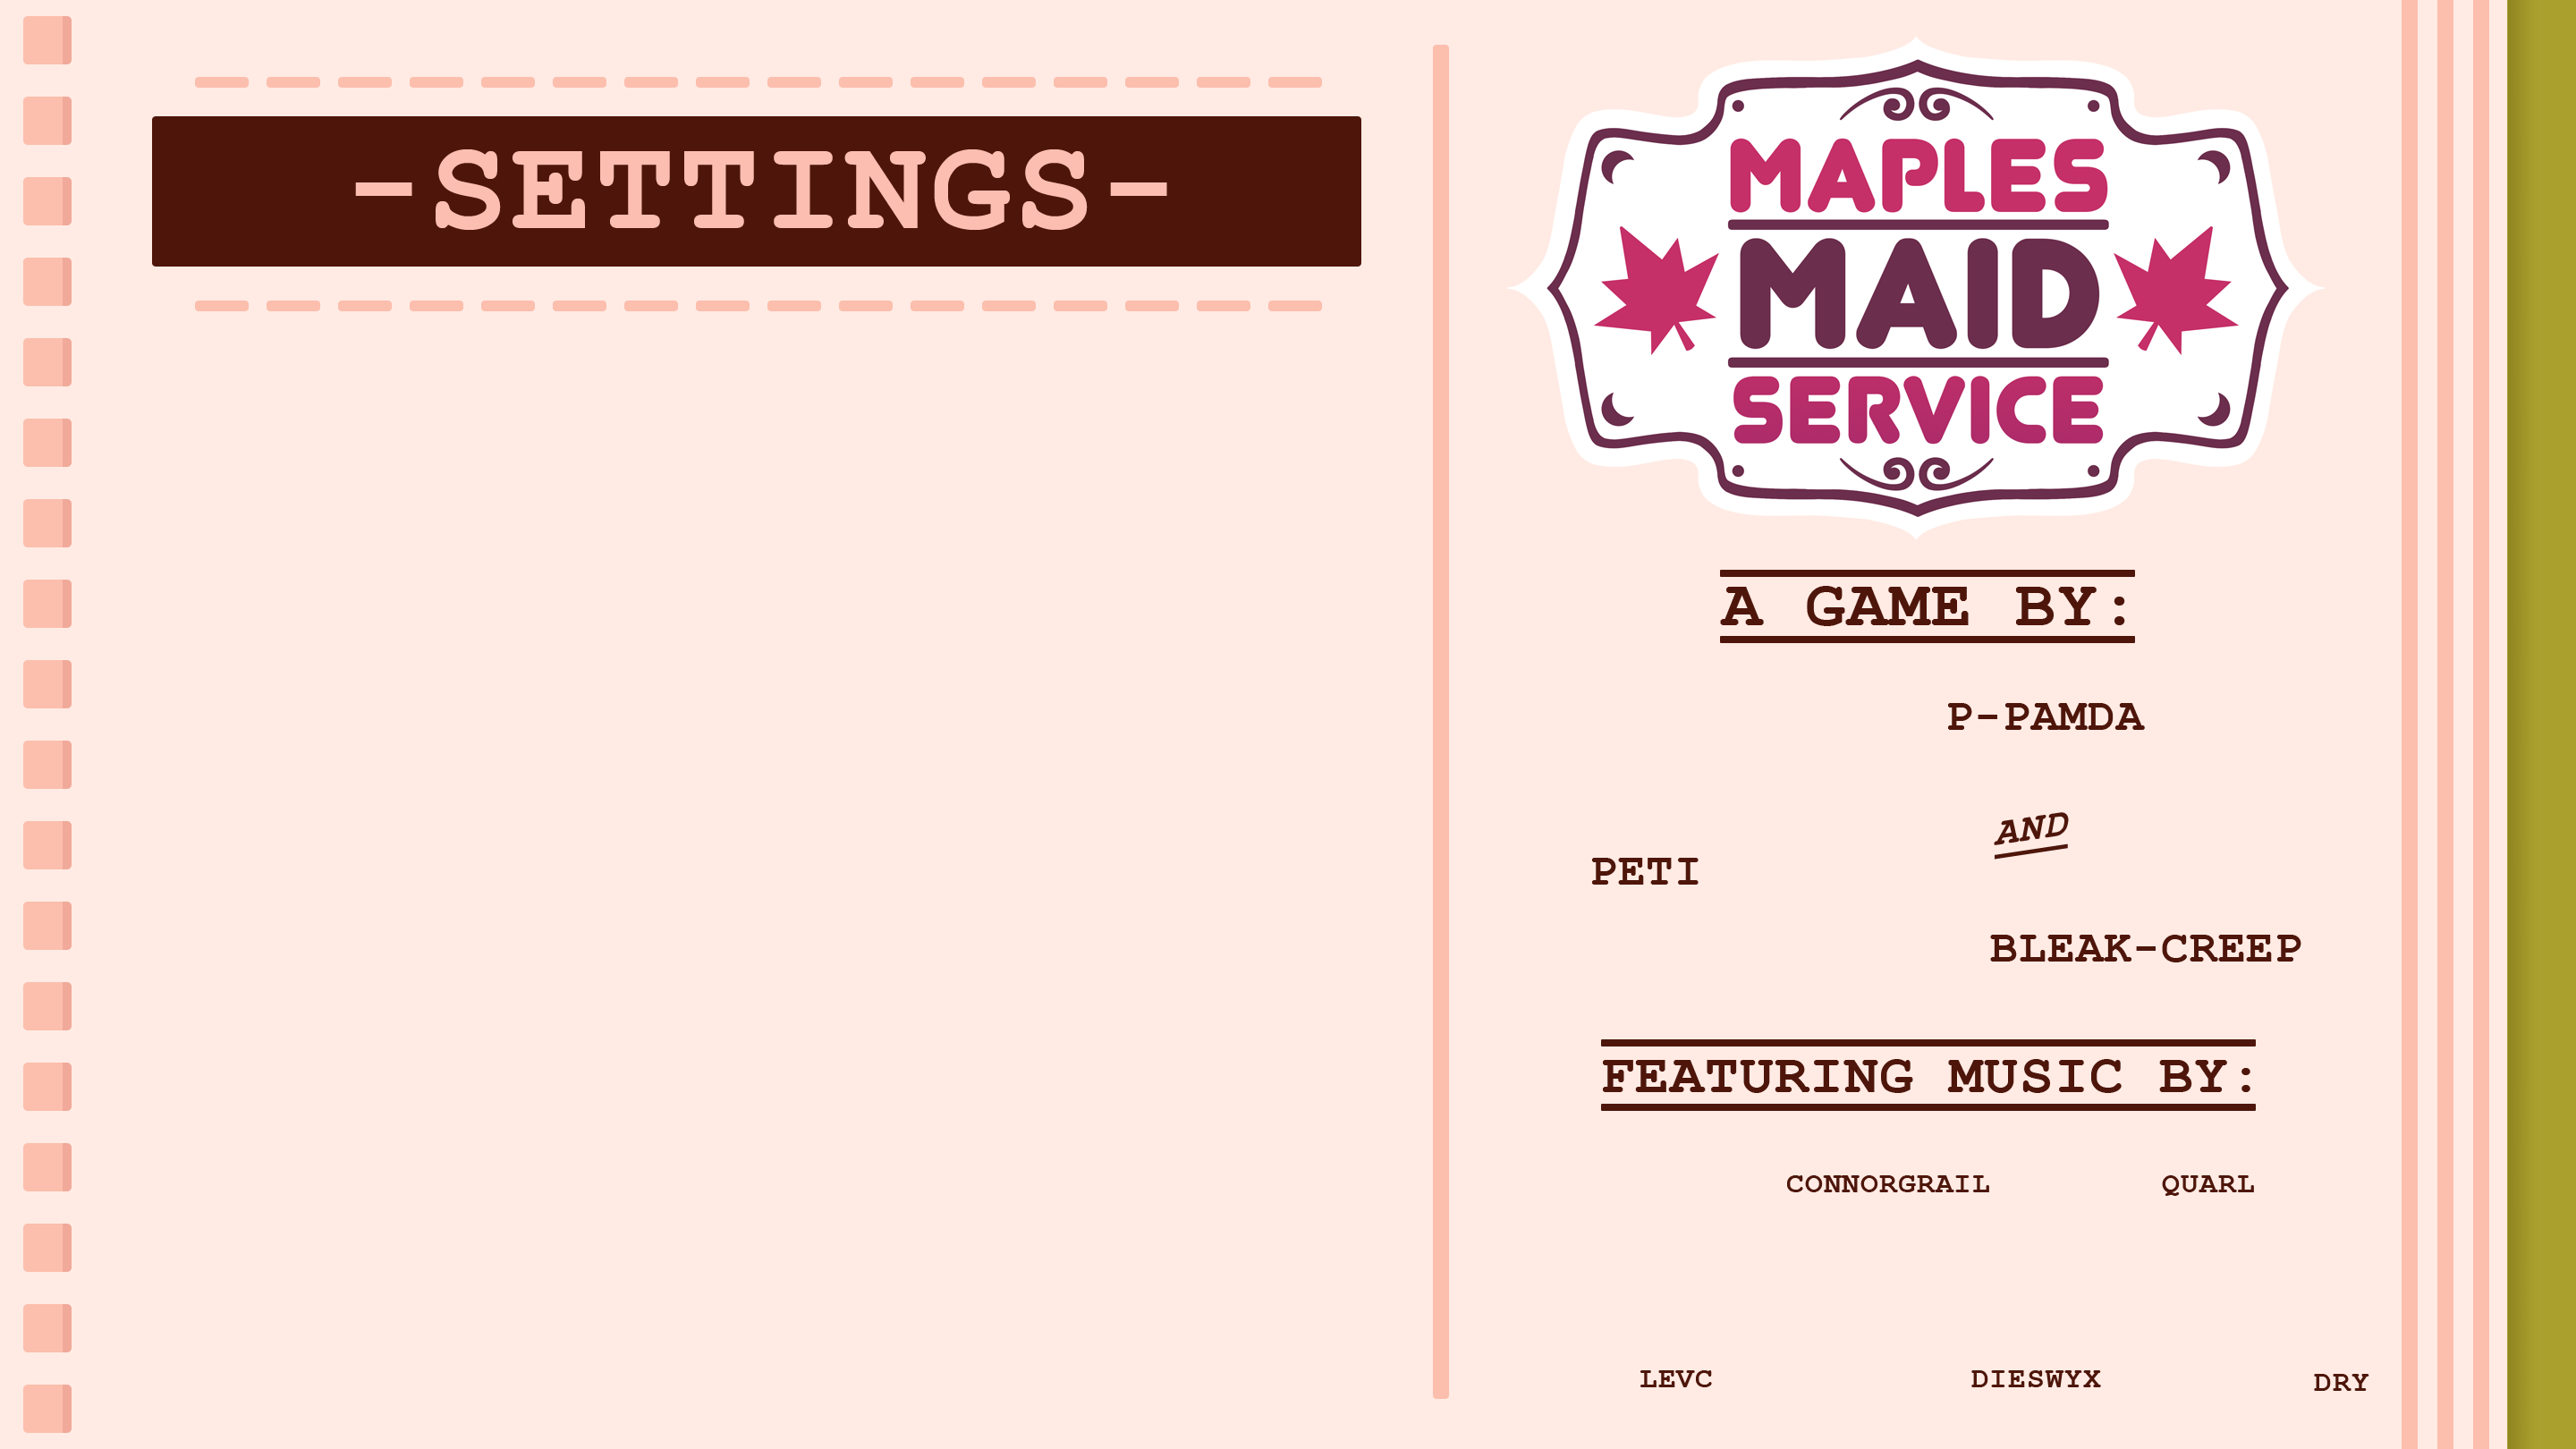 -SETTINGS-
MAPLES
MAID
SERVICE
A GAME BY:
P-PAMDA
AND
PETI
BLEAK-CREEP
FEATURING MUSIC BY:
CONNORGRAIL QUARL
LEVC DIESWYX DRY